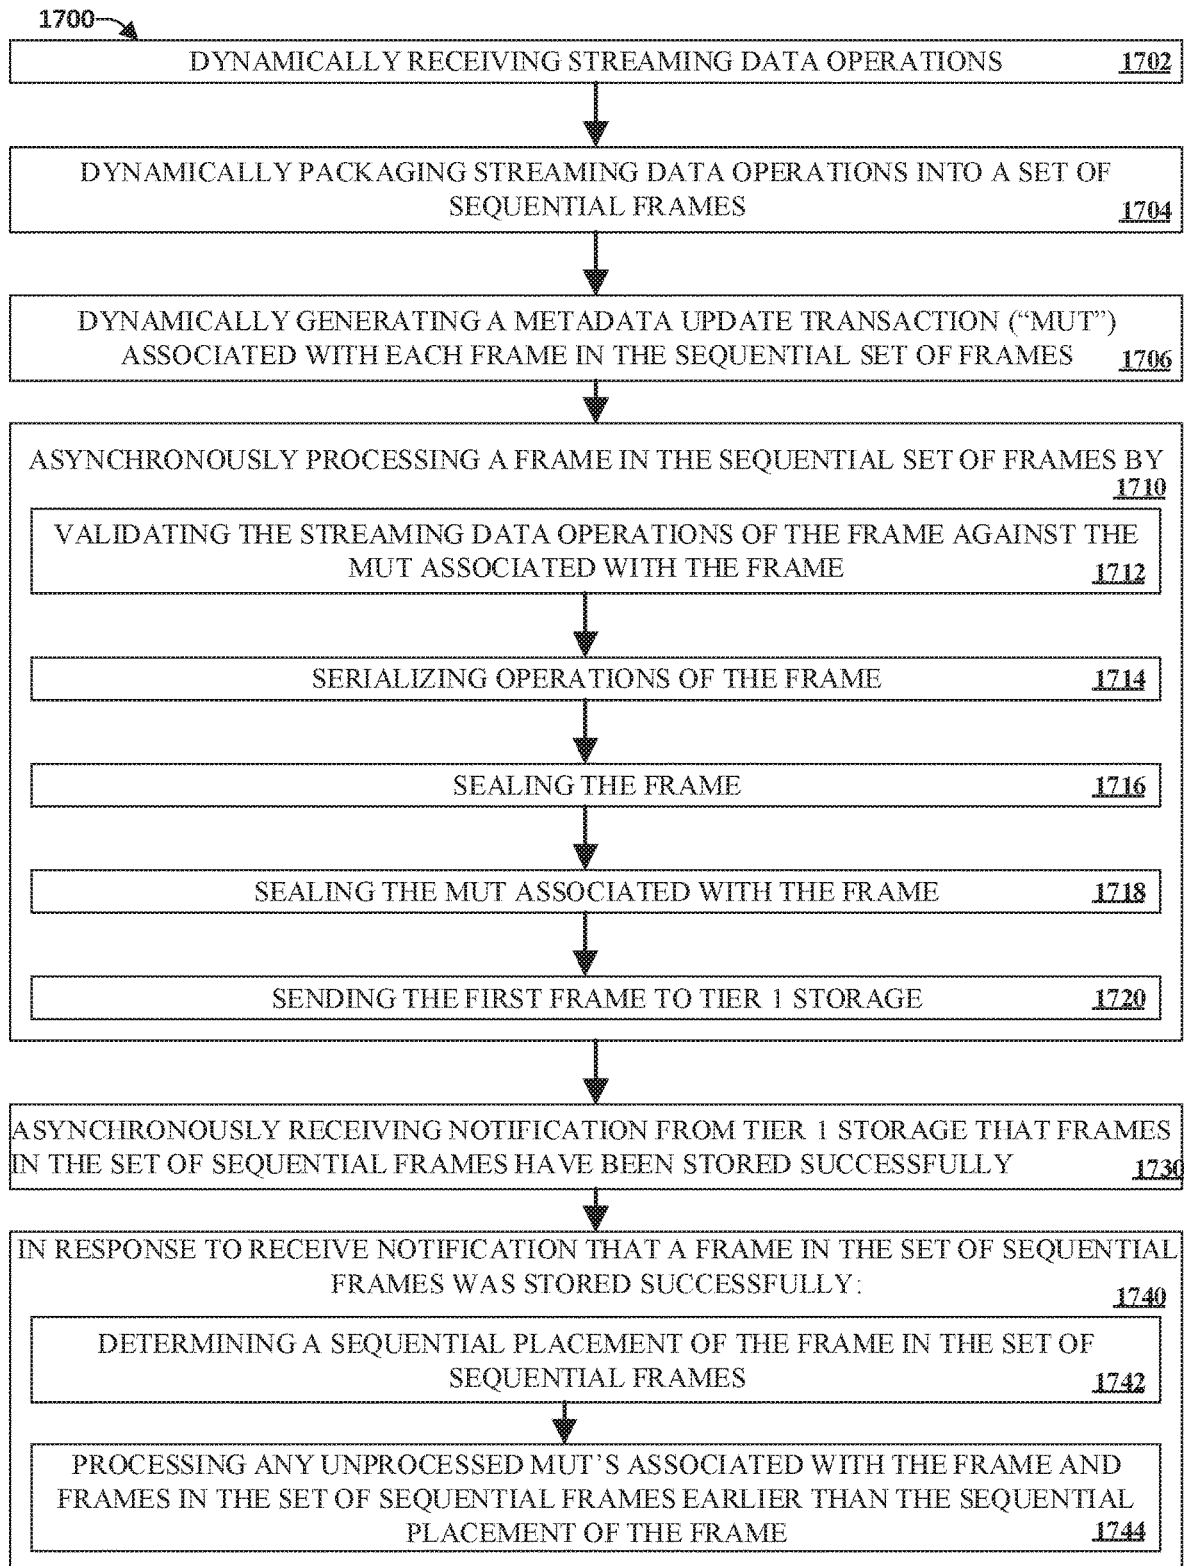 1700
DYNAMICALLY RECEIVING STREAMING DATA OPERATIONS 1702
DYNAMICALLY PACKAGING STREAMING DATA OPERATIONS INTO A SET OF
SEQUENTIAL FRAMES 1704
DYNAMICALLY GENERATING A METADATA UPDATE TRANSACTION (“MUT”)
ASSOCIATED WITH EACH FRAME IN THE SEQUENTIAL SET OF FRAMES 1706
ASYNCHRONOUSLY PROCESSING A FRAME IN THE SEQUENTIAL SET OF FRAMES BY
1710
VALIDATING THE STREAMING DATA OPERATIONS OF THE FRAME AGAINST THE
MUT ASSOCIATED WITH THE FRAME 1712
SERIALIZING OPERATIONS OF THE FRAME 1714
SEALING THE FRAME 1716
SEALING THE MUT ASSOCIATED WITH THE FRAME 1718
SENDING THE FIRST FRAME TO TIER 1 STORAGE 1720
ASYNCHRONOUSLY RECEIVING NOTIFICATION FROM TIER 1 STORAGE THAT FRAMES
IN THE SET OF SEQUENTIAL FRAMES HAVE BEEN STORED SUCCESSFULLY 1730
IN RESPONSE TO RECEIVE NOTIFICATION THAT A FRAME IN THE SET OF SEQUENTIAL
FRAMES WAS STORED SUCCESSFULLY: 1740
DETERMINING A SEQUENTIAL PLACEMENT OF THE FRAME IN THE SET OF
SEQUENTIAL FRAMES 1742
PROCESSING ANY UNPROCESSED MUT’S ASSOCIATED WITH THE FRAME AND
FRAMES IN THE SET OF SEQUENTIAL FRAMES EARLIER THAN THE SEQUENTIAL
PLACEMENT OF THE FRAME 1744